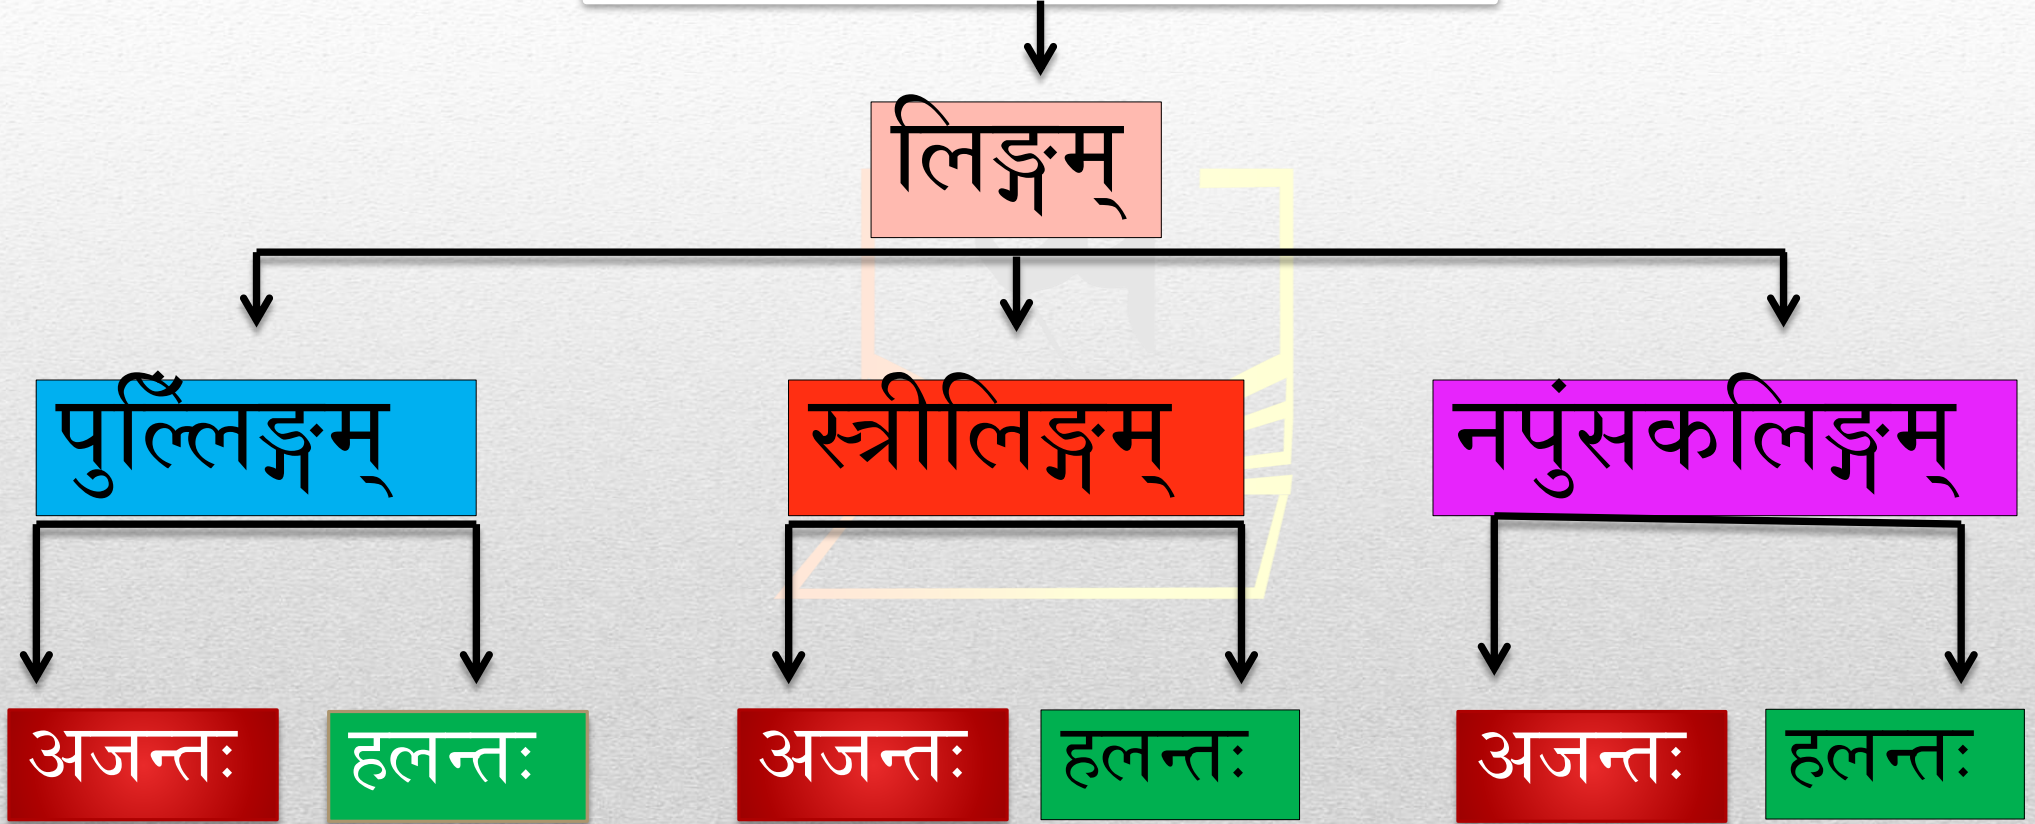 लिङ्गम्
पुल्लिँङ्गम्
स्त्रीलिङ्गम्
नपुंसकलिङ्गम्
अजन्तः
हलन्तः
अजन्तः
हलन्तः
अजन्तः
हलन्तः